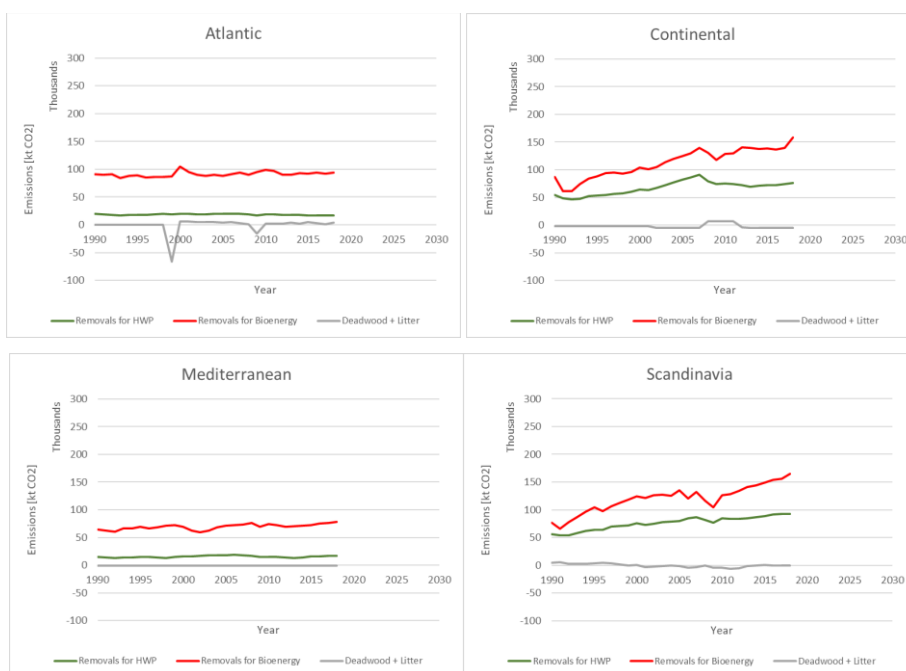 Atlantic
Thousands
Emissions [kt CO2]
300
250
200
150
100
50
0
-50
-100
1990 1995 2000 2005 2010 2015 2020 2025 2030
Year
Removals for HWP Removals for Bioenergy Deadwood + Litter
Continental
Thousands
Emissions [kt CO2]
300
250
200
150
100
50
0
-50
-100
1990 1995 2000 2005 2010 2015 2020 2025 2030
Year
Removals for HWP Removals for Bioenergy Deadwood + Litter
Mediterranean
Thousands
Emissions [kt CO2]
300
250
200
150
100
50
0
-50
-100
1990 1995 2000 2005 2010 2015 2020 2025 2030
Year
Removals for HWP Removals for Bioenergy Deadwood + Litter
Scandinavia
Thousands
Emissions [kt CO2]
300
250
200
150
100
50
0
-50
-100
1990 1995 2000 2005 2010 2015 2020 2025 2030
Year
Removals for HWP Removals for Bioenergy Deadwood + Litter